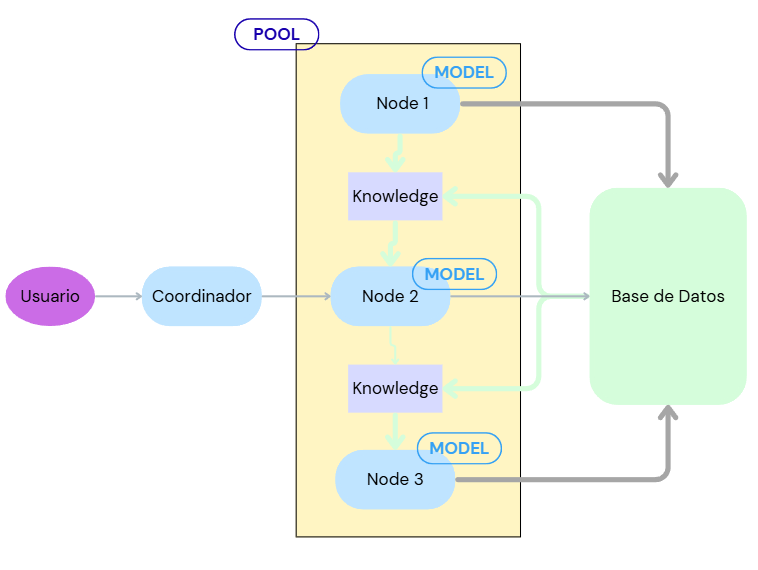 POOL
MODEL
Node 1
Knowledge
MODEL
Usuario
Coordinador
Node 2
Base de Datos
Knowledge
MODEL
Node 3